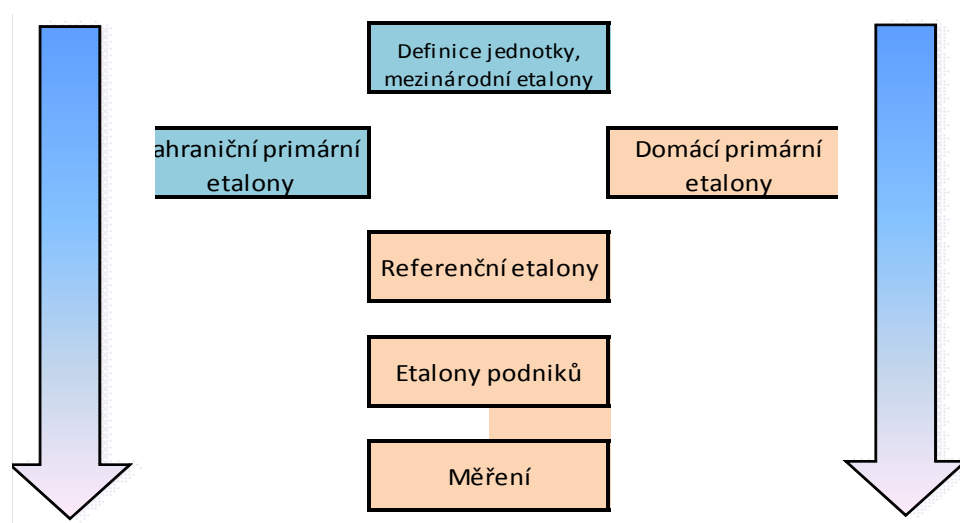 Definice jednotky,
mezinárodní etalony
ahraniční primární
etalony
Domácí primární
etalony
Referenční etalony
Etalony podniků
Měření